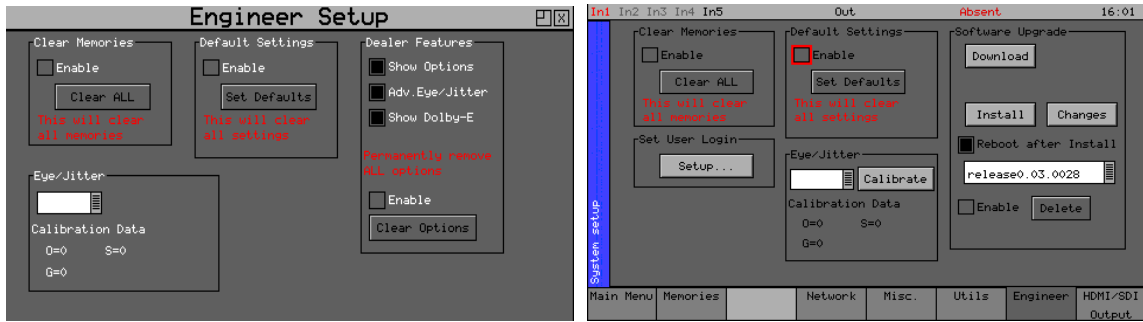 Engineer Setup
Clear Memories
Enable
Clear ALL
This will clear
all memories
Default Settings
Enable
Set Defaults
This will clear
all settings
Dealer Features
Show Options
Adv.Eye/Jitter
Show Dolby-E
Permanently remove
ALL options
Enable
Clear Options
Eye/Jitter
Calibration Data
O=0 S=0
G=0
In1 In2 In3 In4 In5 Out Absent 16:01
System setup
Clear Memories
Enable
Clear ALL
This will clear
all memories
Set User Login
Setup...
Default Settings
Enable
Set Defaults
This will clear
all settings
Eye/Jitter
Calibrate
Calibration Data
O=0 S=0
G=0
Software Upgrade
Download
Install Changes
Reboot after Install
release0.03.0028
Enable Delete
Main Menu Memories Network Misc. Utils Engineer HDMI/SDI
Output